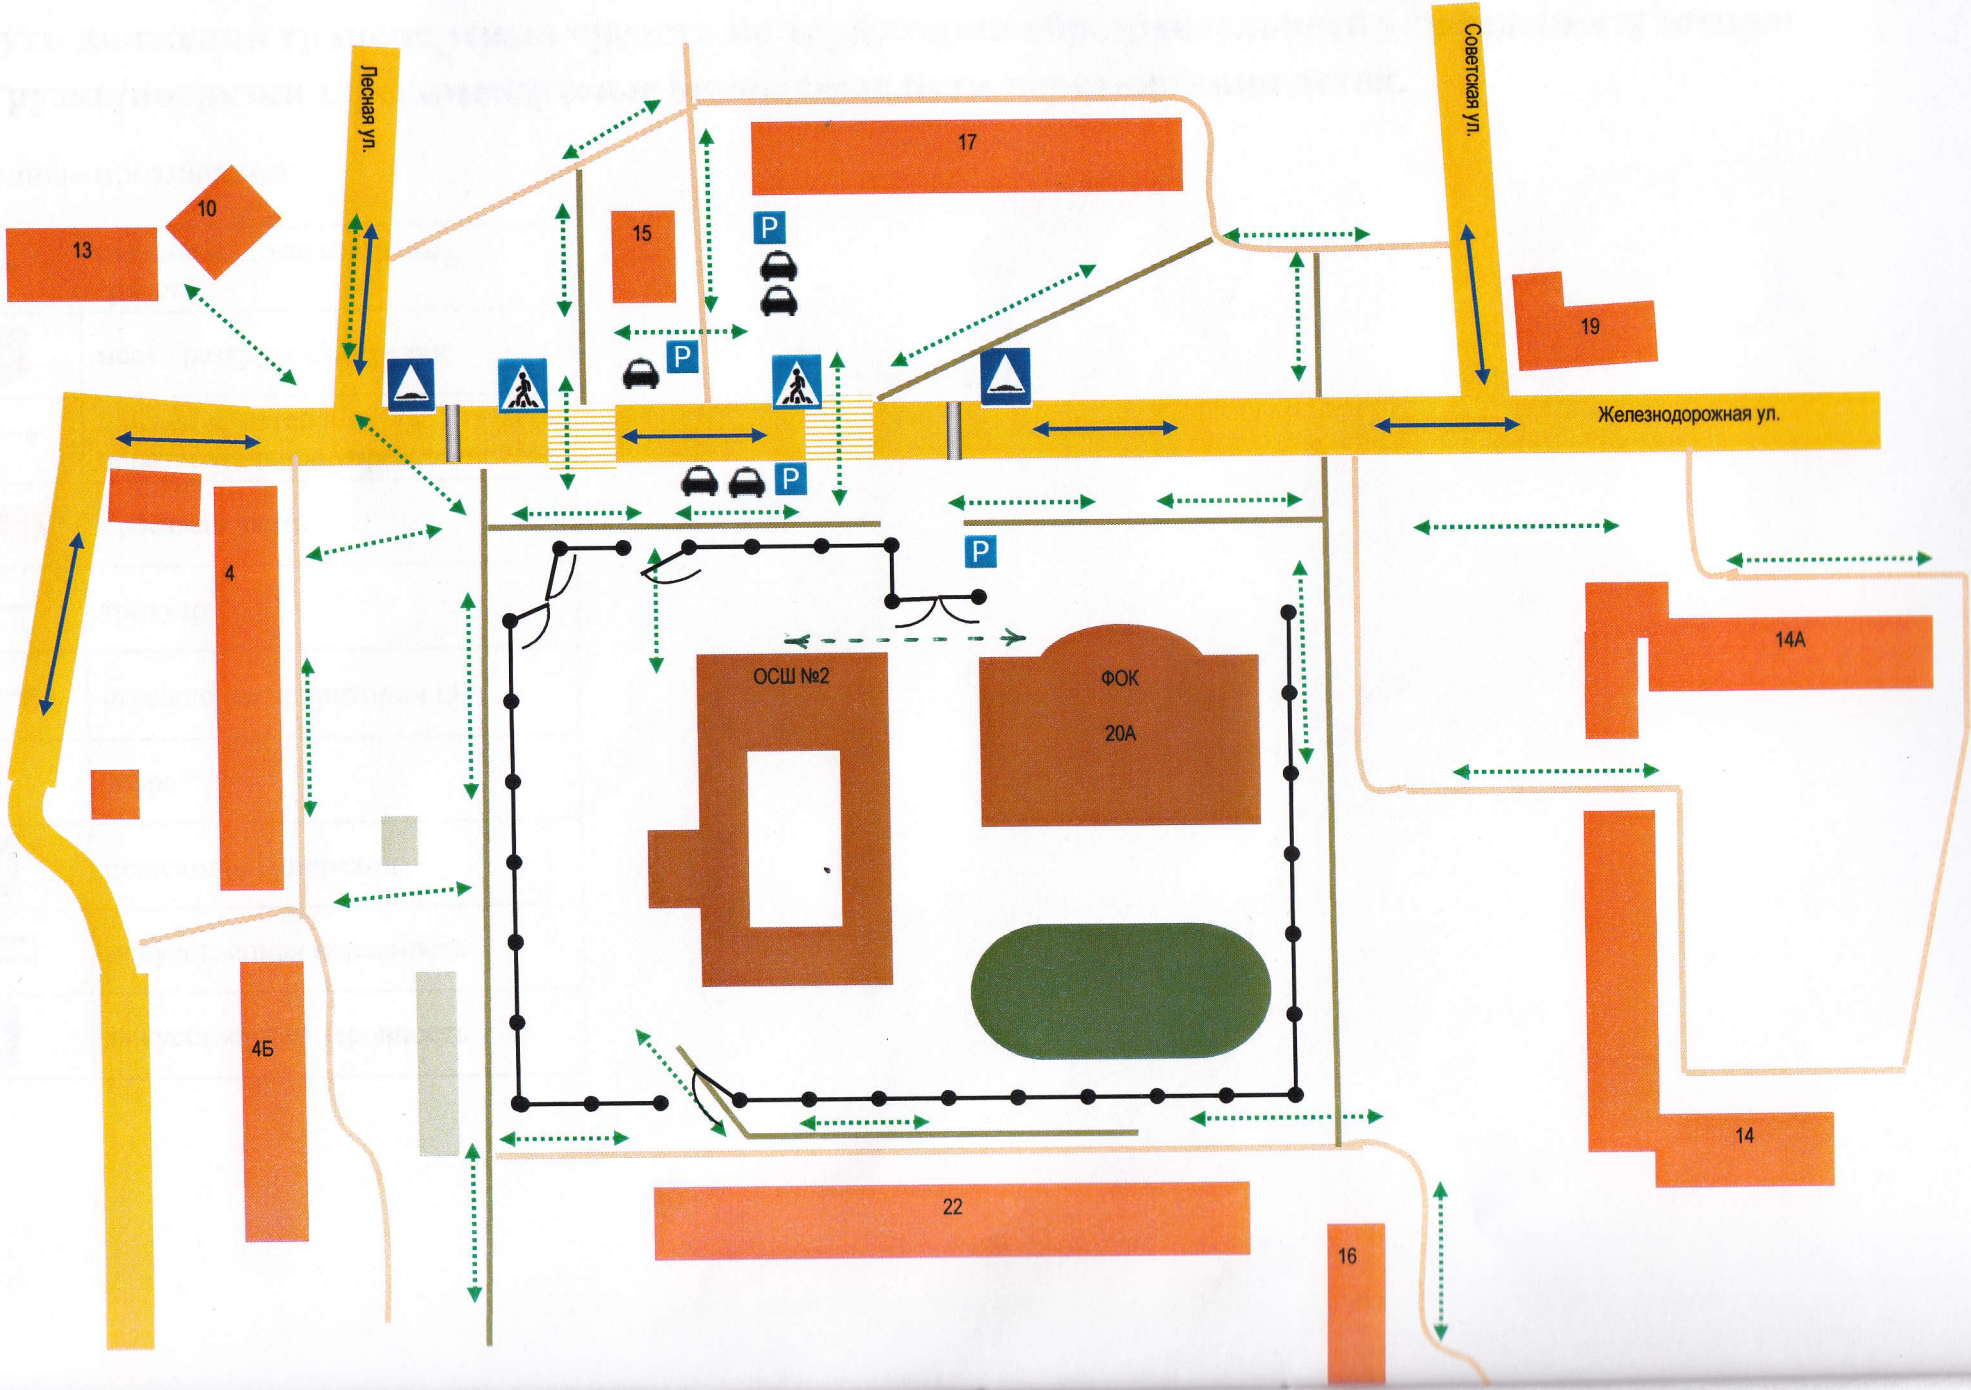 Лесная ул.
Советская ул.
17
10
13
15
P
19
P
Железнодорожная ул.
P
4
P
14А
ОСШ №2
ФОК
20А
4Б
14
22
16